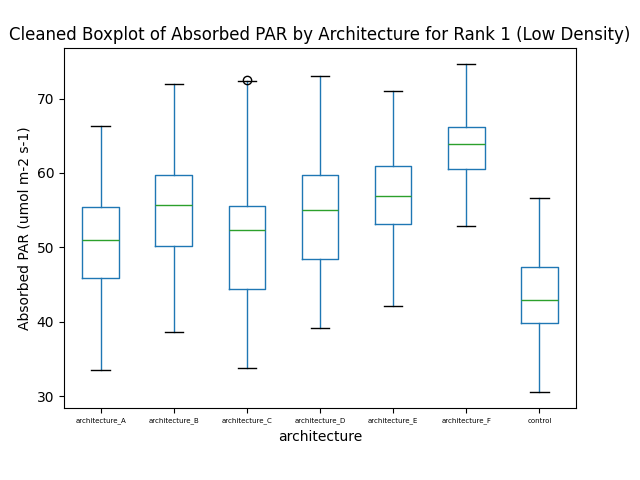 Cleaned Boxplot of Absorbed PAR by Architecture for Rank 1 (Low Density)
Absorbed PAR (umol m-2 s-1)
70
60
50
40
30
architecture_A architecture_B architecture_C architecture_D architecture_E architecture_F control
architecture